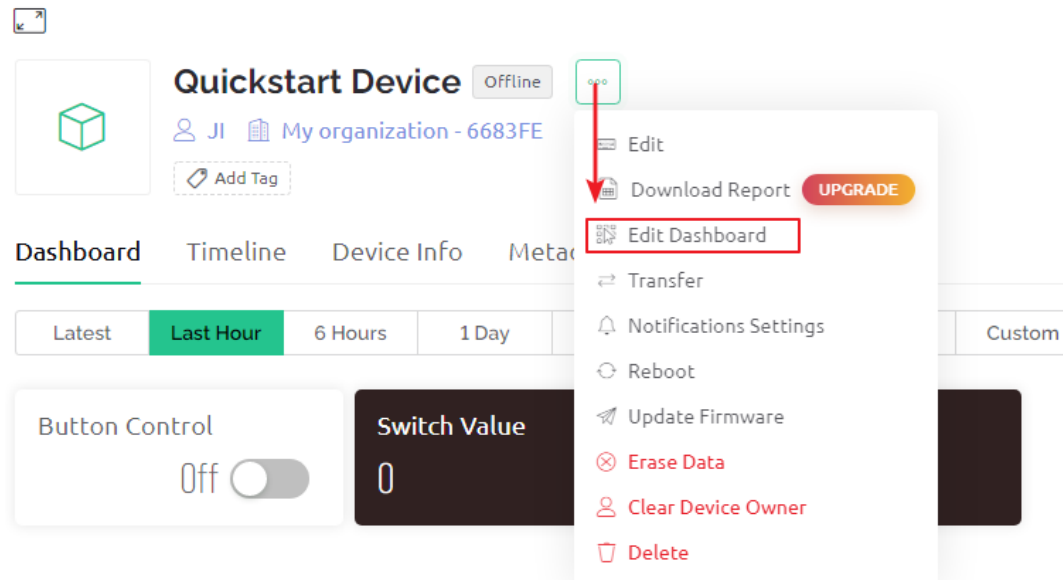 Quickstart Device Offline
JI My organization - 6683FE
Add Tag
Edit
Download Report UPGRADE
Edit Dashboard
Transfer
Notifications Settings
Reboot
Update Firmware
Erase Data
Clear Device Owner
Delete
Dashboard Timeline Device Info
Latest Last Hour 6 Hours 1 Day Custom
Button Control
Off
Switch Value
0